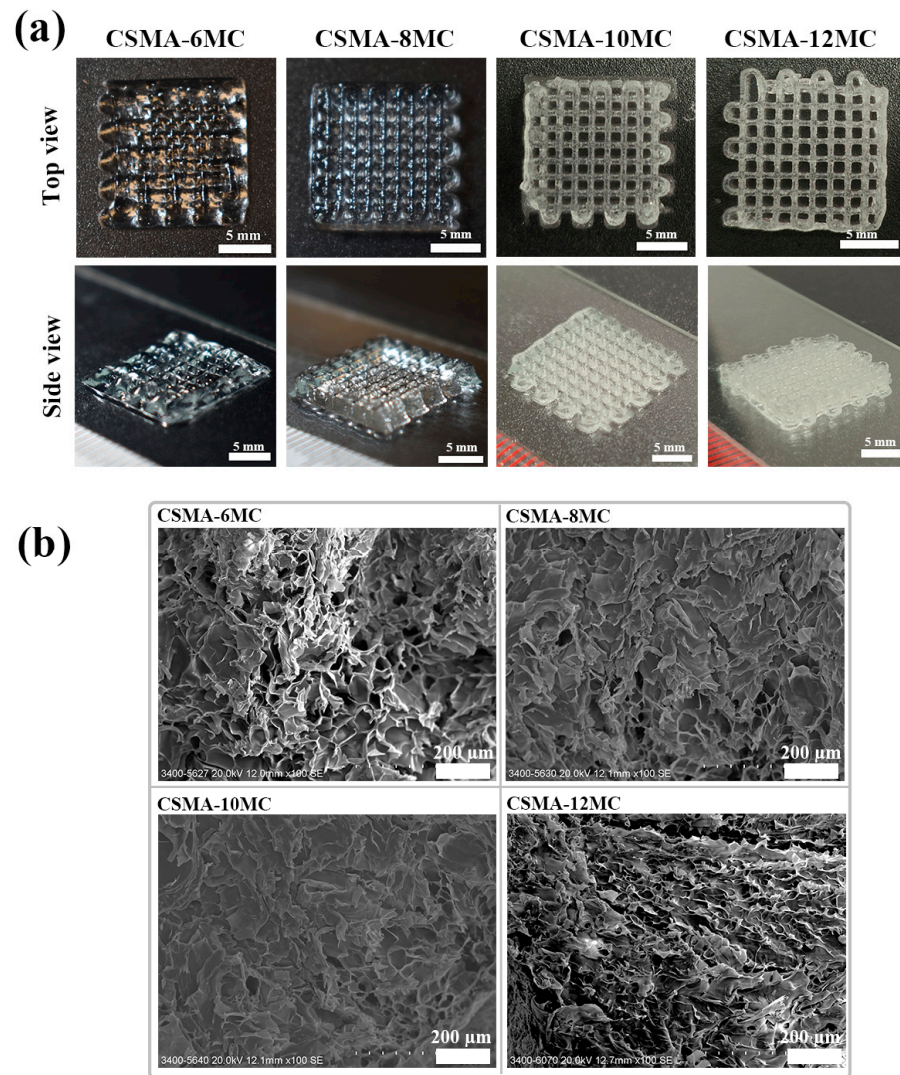 (a)
CSMA-6MC
CSMA-8MC
CSMA-10MC
CSMA-12MC
Top view
5 mm
5 mm
5 mm
5 mm
Side view
5 mm
5 mm
5 mm
5 mm
(b)
CSMA-6MC
CSMA-8MC
200 μm
200 μm
3400-5627 20.0kV 12.0mm x100 SE
3400-5630 20.0kV 12.1mm x100 SE
CSMA-10MC
CSMA-12MC
200 μm
200 μm
3400-5640 20.0kV 12.1mm x100 SE
3400-6070 20.0kV 12.7mm x100 SE